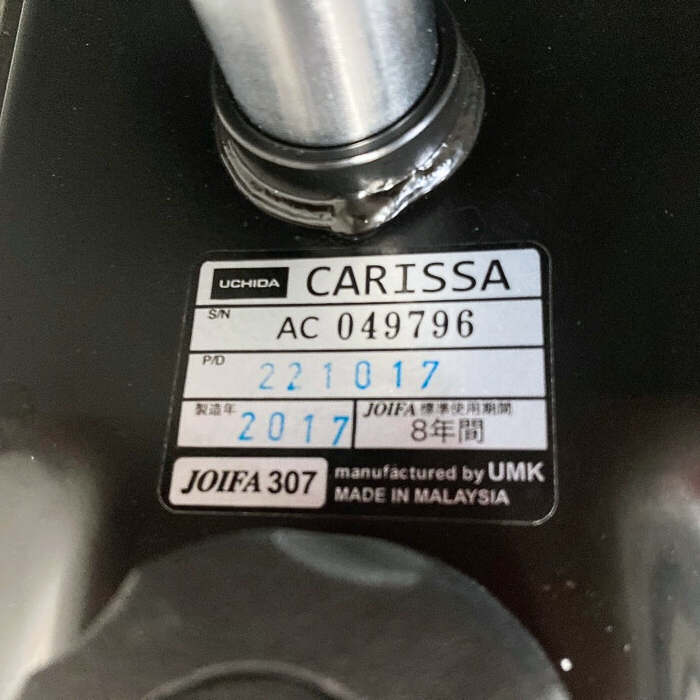 UCHIDA CARISSA
S/N AC 049796
P/D 221017
製造年 2017 JOIFA 標準使用期間 8年間
JOIFA 307 manufactured by UMK
MADE IN MALAYSIA